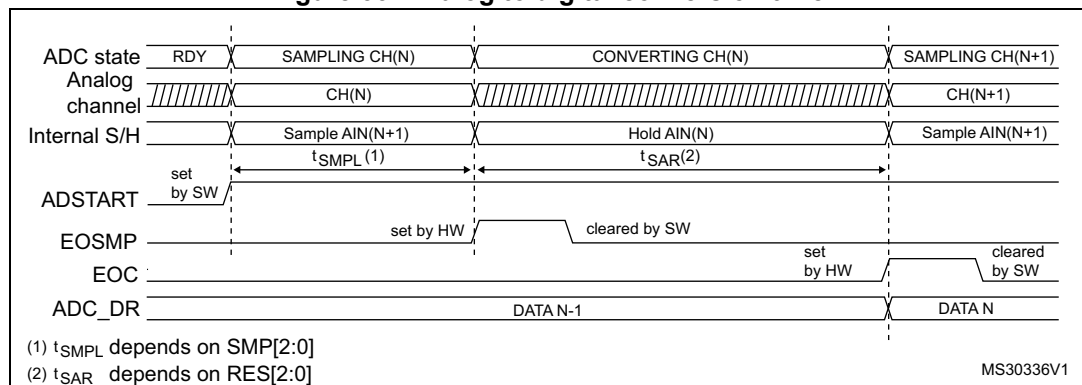 ADC state RDY SAMPLING CH(N) CONVERTING CH(N) SAMPLING CH(N+1)
Analog channel CH(N) CH(N+1)
Internal S/H Sample AIN(N+1) Hold AIN(N) Sample AIN(N+1)
tSMPL(1) tSAR(2)
ADSTART set by SW
EOSMP set by HW cleared by SW
EOC set by HW cleared by SW
ADC_DR DATA N-1 DATA N
(1) tSMPL depends on SMP[2:0]
(2) tSAR depends on RES[2:0]
MS30336V1